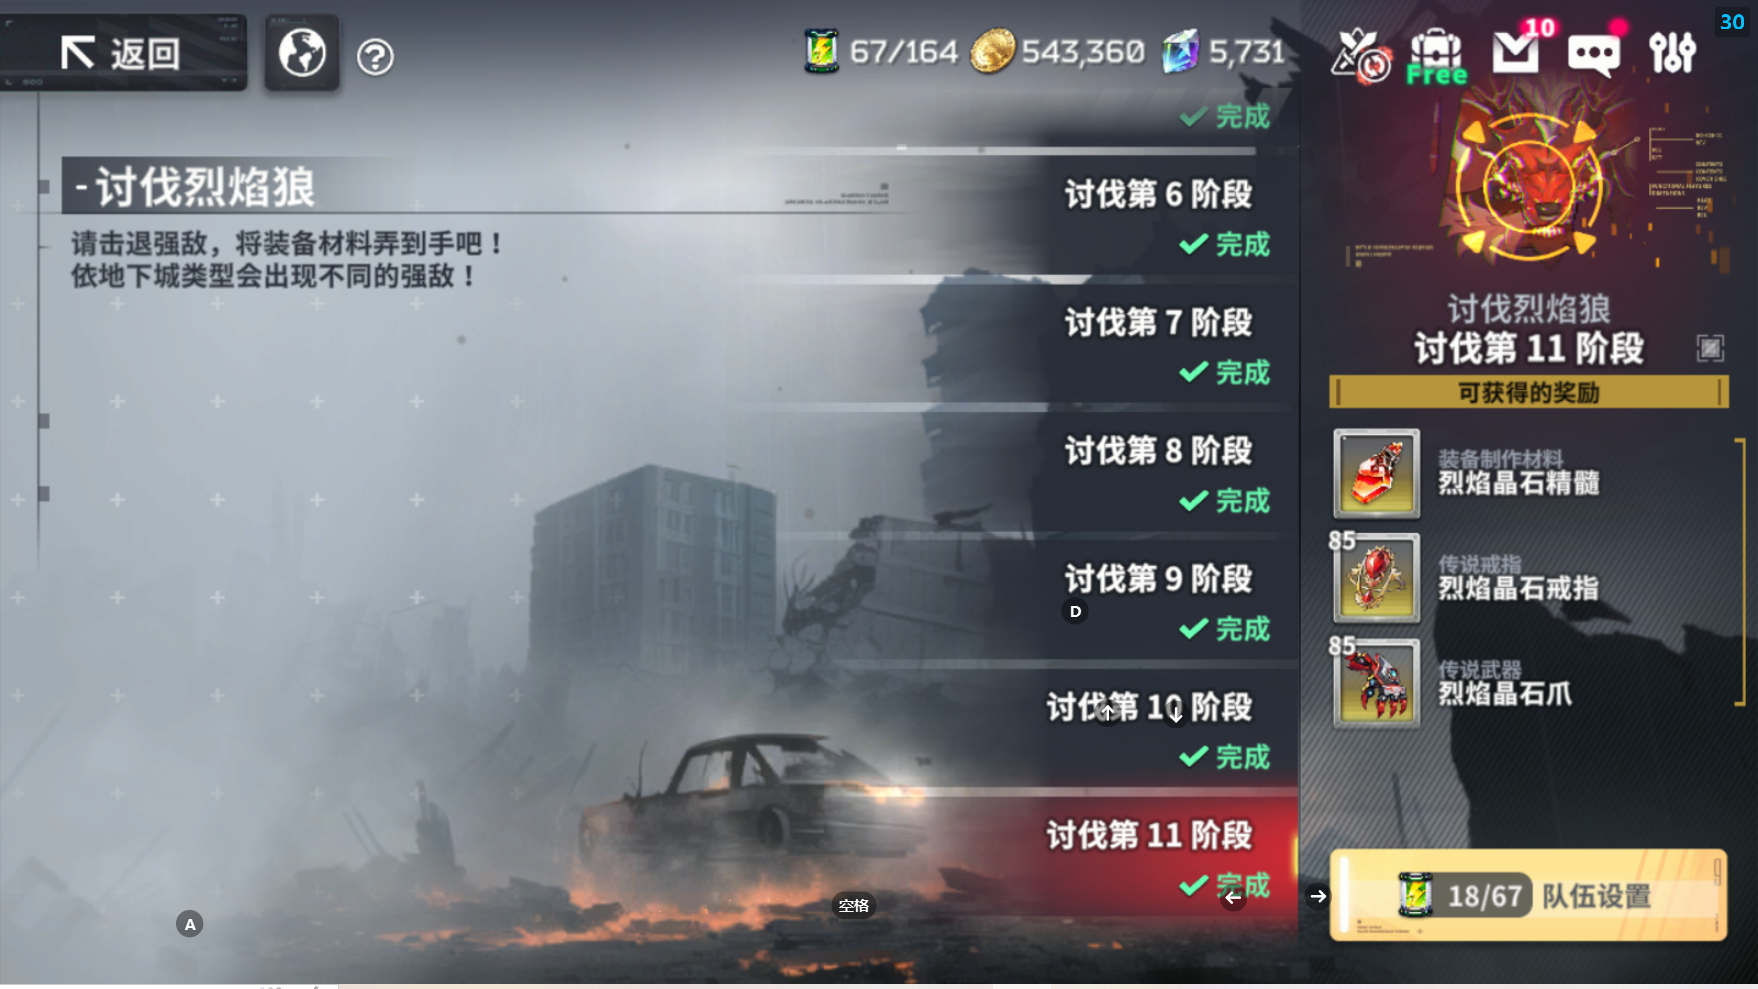 返回
67/164
543,360
5,731
Free
10
30
完成
-讨伐烈焰狼
请击退强敌，将装备材料弄到手吧！
依地下城类型会出现不同的强敌！
讨伐第 6 阶段
完成
讨伐第 7 阶段
完成
讨伐第 8 阶段
完成
讨伐第 9 阶段
D
完成
讨伐第 10 阶段
完成
讨伐第 11 阶段
完成
空格
A
讨伐烈焰狼
讨伐第 11 阶段
可获得的奖励
装备制作材料
烈焰晶石精髓
85
传说戒指
烈焰晶石戒指
85
传说武器
烈焰晶石爪
18/67 队伍设置